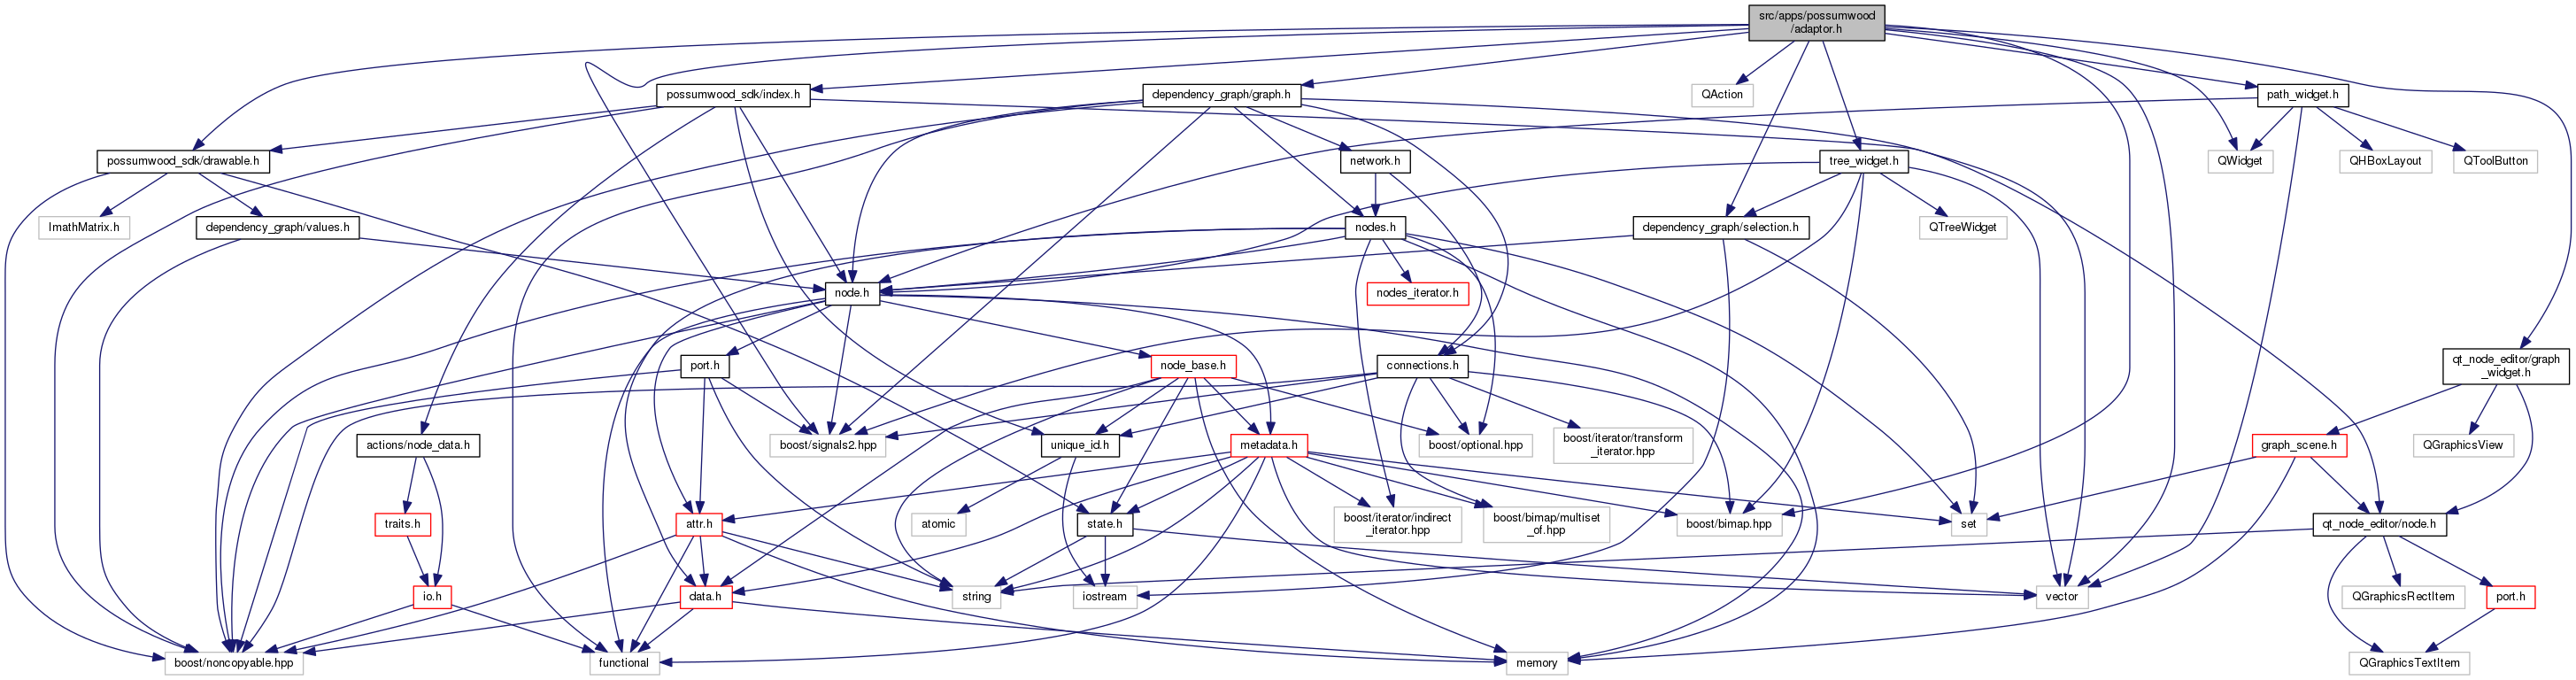 src/apps/possumwood
/adaptor.h
possumwood_sdk/index.h
dependency_graph/graph.h
QAction
path_widget.h
possumwood_sdk/drawable.h
network.h
tree_widget.h
QWidget
QHBoxLayout
QToolButton
ImathMatrix.h
dependency_graph/values.h
nodes.h
dependency_graph/selection.h
QTreeWidget
node.h
nodes_iterator.h
port.h
node_base.h
connections.h
qt_node_editor/graph
_widget.h
actions/node_data.h
boost/signals2.hpp
unique_id.h
metadata.h
boost/optional.hpp
boost/iterator/transform
_iterator.hpp
graph_scene.h
QGraphicsView
traits.h
attr.h
atomic
state.h
boost/iterator/indirect
_iterator.hpp
boost/bimap/multiset
_of.hpp
boost/bimap.hpp
set
qt_node_editor/node.h
io.h
data.h
string
iostream
vector
QGraphicsRectItem
port.h
boost/noncopyable.hpp
functional
memory
QGraphicsTextItem